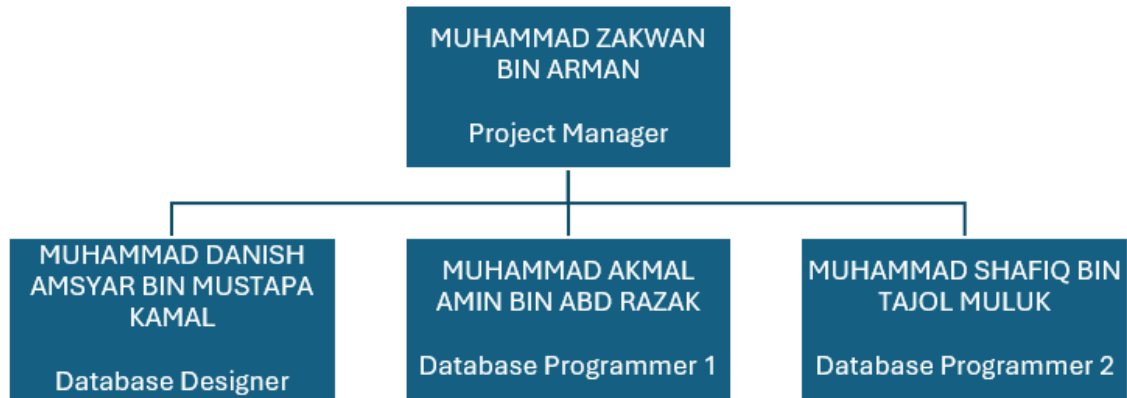 MUHAMMAD ZAKWAN
BIN ARMAN
Project Manager
MUHAMMAD DANISH
AMSYAR BIN MUSTAPA
KAMAL
Database Designer
MUHAMMAD AKMAL
AMIN BIN ABD RAZAK
Database Programmer 1
MUHAMMAD SHAFIQ BIN
TAJOL MULUK
Database Programmer 2